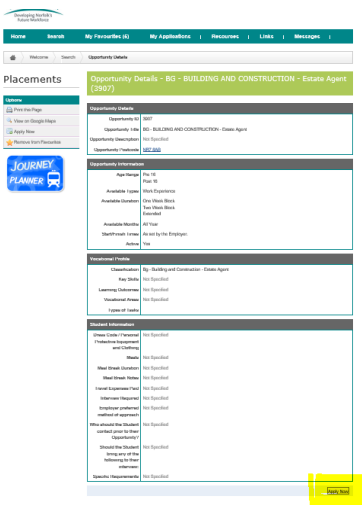 Developing Norfolk's
Future Workforce
Home
Search
My Favourites (6)
My Applications
Resources
Links
Messages
Welcome
Search
Opportunity Details
Placements
Options
Print this Page
View on Google Maps
Apply Now
Remove from Favourites
JOURNEY
PLANNER
Opportunity Details - BG - BUILDING AND CONSTRUCTION - Estate Agent
(3907)
Opportunity Details
Opportunity ID 3907
Opportunity Title BG - BUILDING AND CONSTRUCTION - Estate Agent
Opportunity Description Not Specified
Opportunity Postcode
Opportunity Information
Age Range Pre 16
Post 16
Available Types Work Experience
Available Duration One Week Block
Two Week Block
Extended
Available Months All Year
Start/Finish Times As set by the Employer.
Active Yes
Vocational Profile
Classification Bg - Building and Construction - Estate Agent
Key Skills Not Specified
Learning Outcomes Not Specified
Vocational Areas Not Specified
Types of Tasks
Student Information
Dress Code / Personal Not Specified
Protective Equipment
and Clothing
Meals Not Specified
Meal Break Duration Not Specified
Meal Break Notes Not Specified
Travel Expenses Paid Not Specified
Interview Required Not Specified
Employer preferred Not Specified
method of approach
Who should the Student Not Specified
contact prior to their
Opportunity?
Should the Student Not Specified
bring any of the
following to their
interview:
Specific Requirements Not Specified
Apply Now